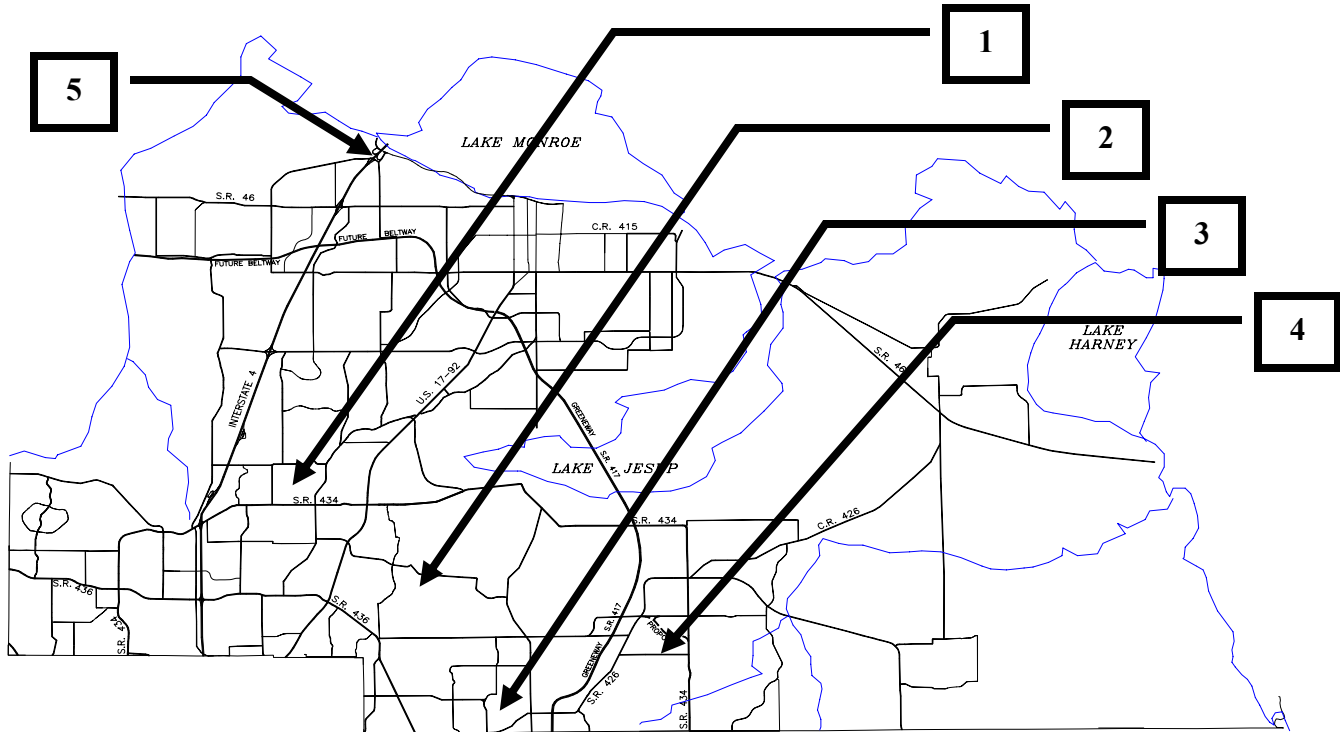 1
5
2
LAKE MONROE
S.R. 46
3
C.R. 415
FUTURE BELTWAY
FUTURE BELTWAY
4
LAKE
HARNEY
S.R. 46
U.S. 17-92
INTERSTATE 4
GREENEWAY
S.R. 417
LAKE JESUP
S.R. 434
S.R. 434
C.R. 426
S.R. 436
S.R. 436
S.R. 434
S.R. 417
GREENEWAY
S.R. 426
S.R. 434